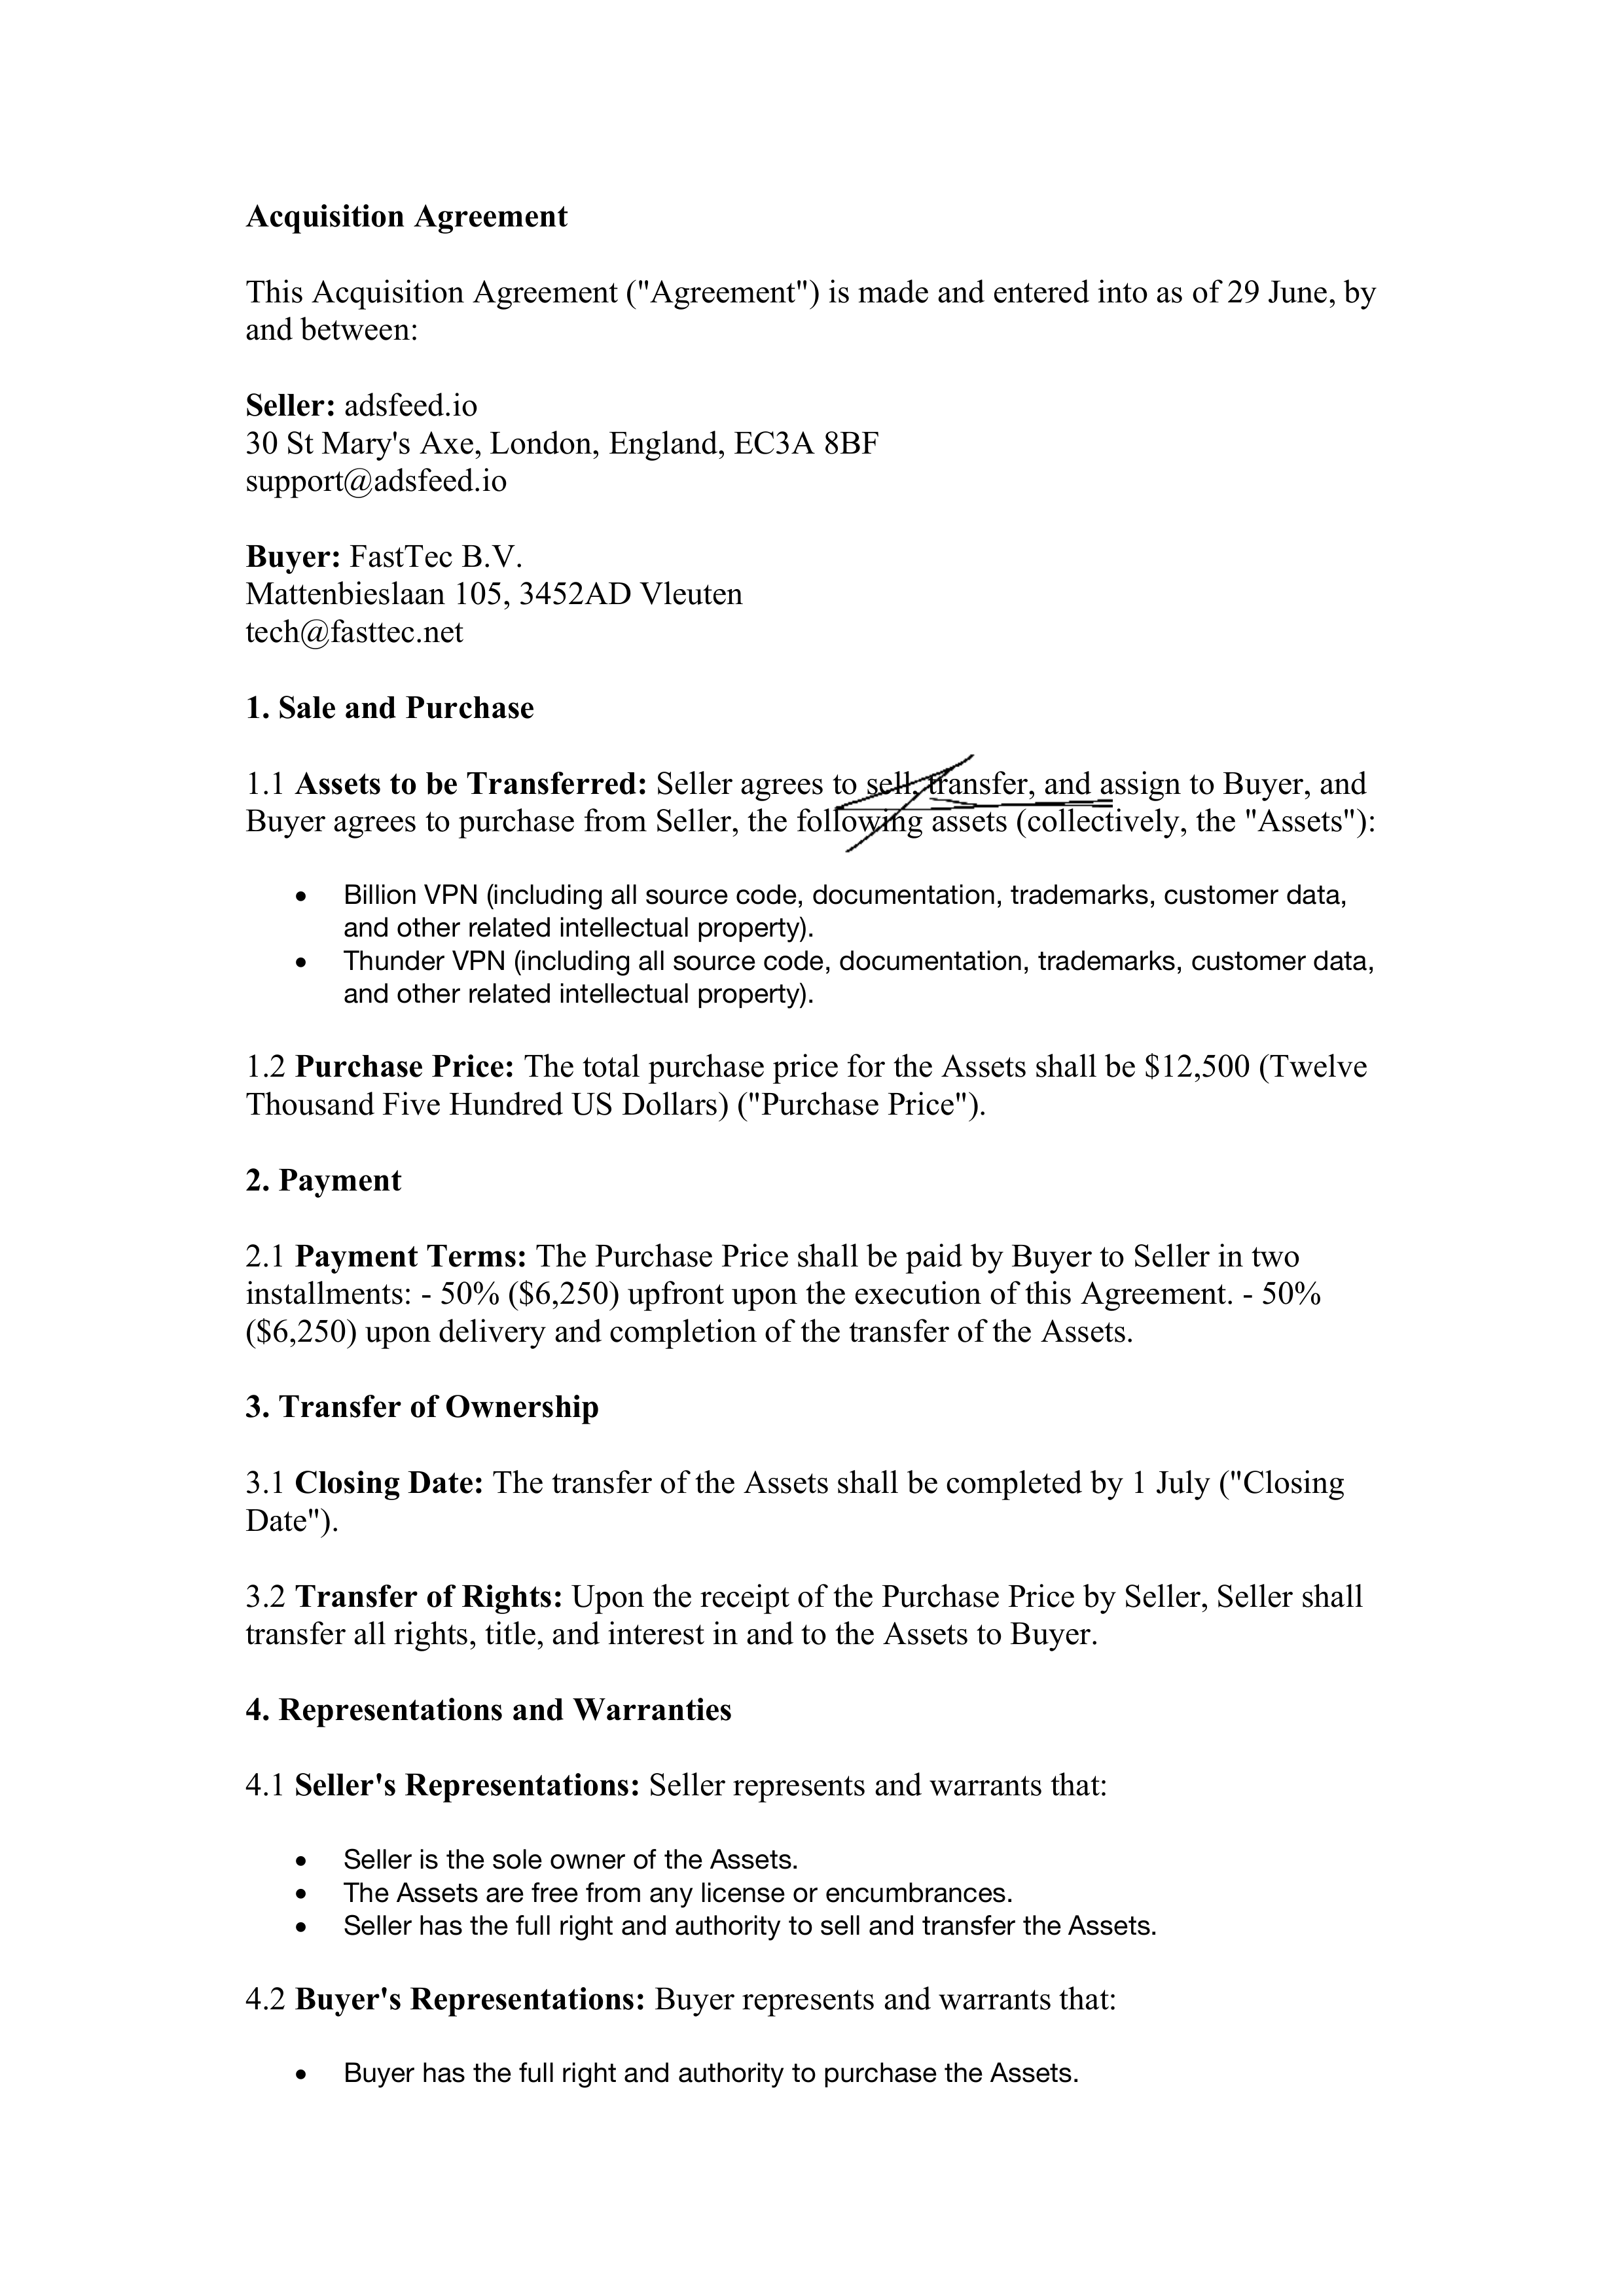 Acquisition Agreement
This Acquisition Agreement ("Agreement") is made and entered into as of 29 June, by
and between:
Seller: adsfeed.io
30 St Mary's Axe, London, England, EC3A 8BF
support@adsfeed.io
Buyer: FastTec B.V.
Mattenbieslaan 105, 3452AD Vleuten
tech@fasttec.net
1. Sale and Purchase
1.1 Assets to be Transferred: Seller agrees to sell, transfer, and assign to Buyer, and
Buyer agrees to purchase from Seller, the following assets (collectively, the "Assets"):
• Billion VPN (including all source code, documentation, trademarks, customer data,
and other related intellectual property).
• Thunder VPN (including all source code, documentation, trademarks, customer data,
and other related intellectual property).
1.2 Purchase Price: The total purchase price for the Assets shall be $12,500 (Twelve
Thousand Five Hundred US Dollars) ("Purchase Price").
2. Payment
2.1 Payment Terms: The Purchase Price shall be paid by Buyer to Seller in two
installments: - 50% ($6,250) upfront upon the execution of this Agreement. - 50%
($6,250) upon delivery and completion of the transfer of the Assets.
3. Transfer of Ownership
3.1 Closing Date: The transfer of the Assets shall be completed by 1 July ("Closing
Date").
3.2 Transfer of Rights: Upon the receipt of the Purchase Price by Seller, Seller shall
transfer all rights, title, and interest in and to the Assets to Buyer.
4. Representations and Warranties
4.1 Seller's Representations: Seller represents and warrants that:
• Seller is the sole owner of the Assets.
• The Assets are free from any license or encumbrances.
• Seller has the full right and authority to sell and transfer the Assets.
4.2 Buyer's Representations: Buyer represents and warrants that:
• Buyer has the full right and authority to purchase the Assets.